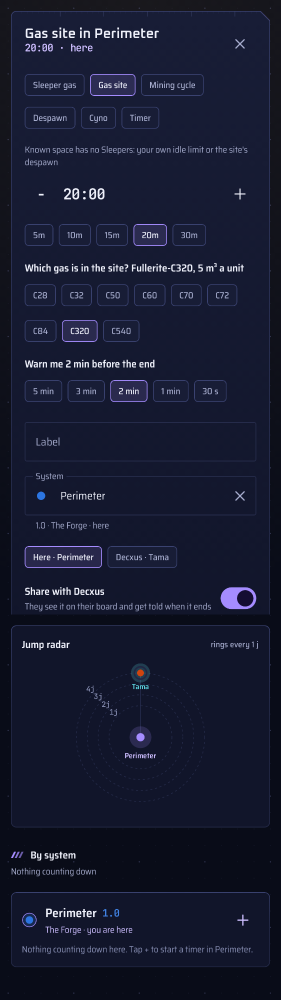 Gas site in Perimeter
20:00 · here
Sleeper gas
Gas site
Mining cycle
Despawn
Cyno
Timer
Known space has no Sleepers: your own idle limit or the site's
despawn
- 20:00 +
5m
10m
15m
20m
30m
Which gas is in the site? Fullerite-C320, 5 m³ a unit
C28
C32
C50
C60
C70
C72
C84
C320
C540
Warn me 2 min before the end
5 min
3 min
2 min
1 min
30 s
Label
System
Perimeter
1.0 · The Forge · here
Here · Perimeter
Decxus · Tama
Share with Decxus
They see it on their board and get told when it ends
Jump radar
rings every 1 j
Tama
4j
3j
2j
1j
Perimeter
By system
Nothing counting down
Perimeter 1.0
The Forge · you are here
Nothing counting down here. Tap + to start a timer in Perimeter.